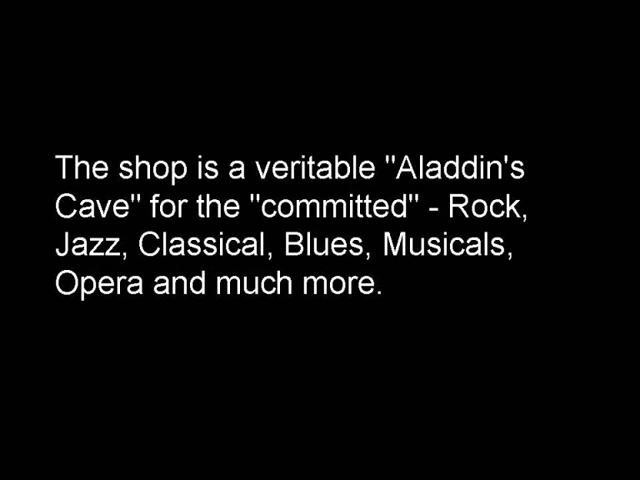 The shop is a veritable "Aladdin's
Cave" for the "committed" - Rock,
Jazz, Classical, Blues, Musicals,
Opera and much more.